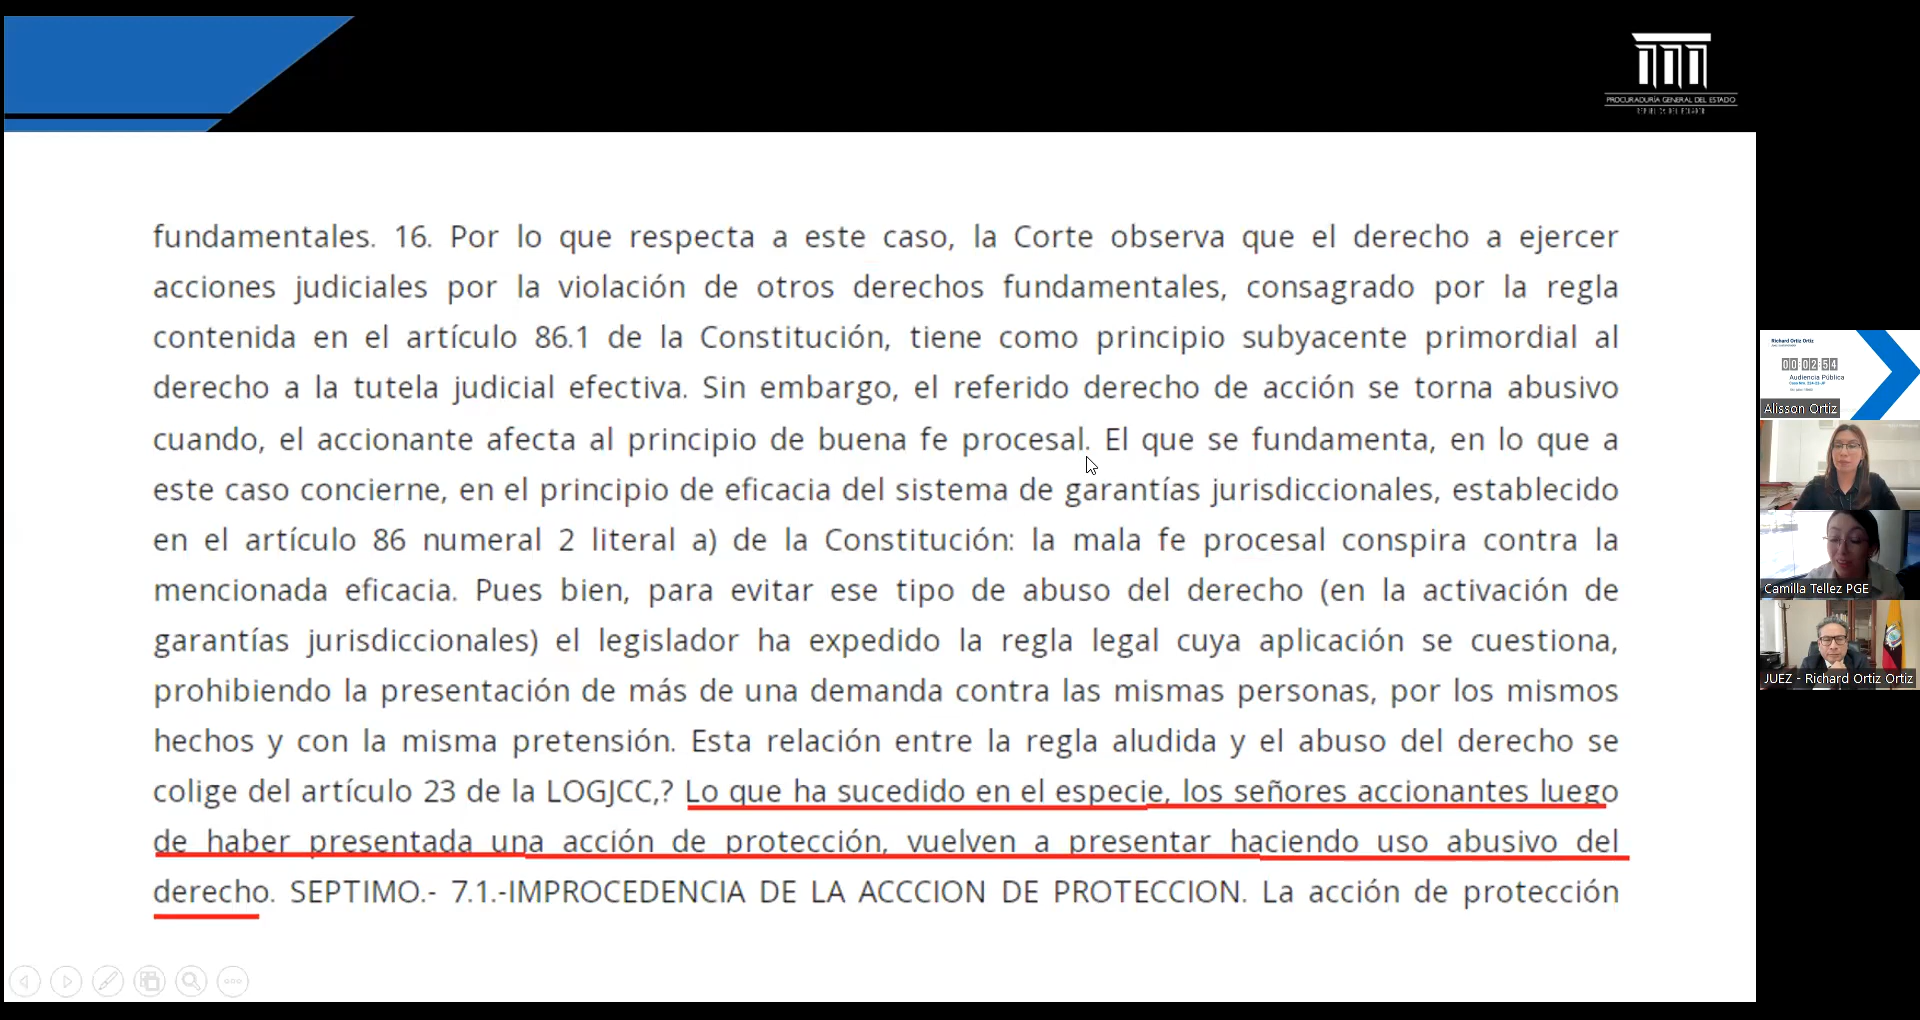 PROCURADURÍA GENERAL DEL ESTADO
fundamentales. 16. Por lo que respecta a este caso, la Corte observa que el derecho a ejercer
acciones judiciales por la violación de otros derechos fundamentales, consagrado por la regla
contenida en el artículo 86.1 de la Constitución, tiene como principio subyacente primordial al
derecho a la tutela judicial efectiva. Sin embargo, el referido derecho de acción se torna abusivo
cuando, el accionante afecta al principio de buena fe procesal. El que se fundamenta, en lo que a
este caso concierne, en el principio de eficacia del sistema de garantías jurisdiccionales, establecido
en el artículo 86 numeral 2 literal a) de la Constitución: la mala fe procesal conspira contra la
mencionada eficacia. Pues bien, para evitar ese tipo de abuso del derecho (en la activación de
garantías jurisdiccionales) el legislador ha expedido la regla legal cuya aplicación se cuestiona,
prohibiendo la presentación de más de una demanda contra las mismas personas, por los mismos
hechos y con la misma pretensión. Esta relación entre la regla aludida y el abuso del derecho se
colige del artículo 23 de la LOGJCC,? Lo que ha sucedido en el especie, los señores accionantes luego
de haber presentada una acción de protección, vuelven a presentar haciendo uso abusivo del
derecho. SEPTIMO.- 7.1.-IMPROCEDENCIA DE LA ACCCION DE PROTECCION. La acción de protección
Richard Ortiz Ortiz
00:02:54
Audiencia Pública
Alisson Ortiz
Camilla Tellez PGE
JUEZ - Richard Ortiz Ortiz